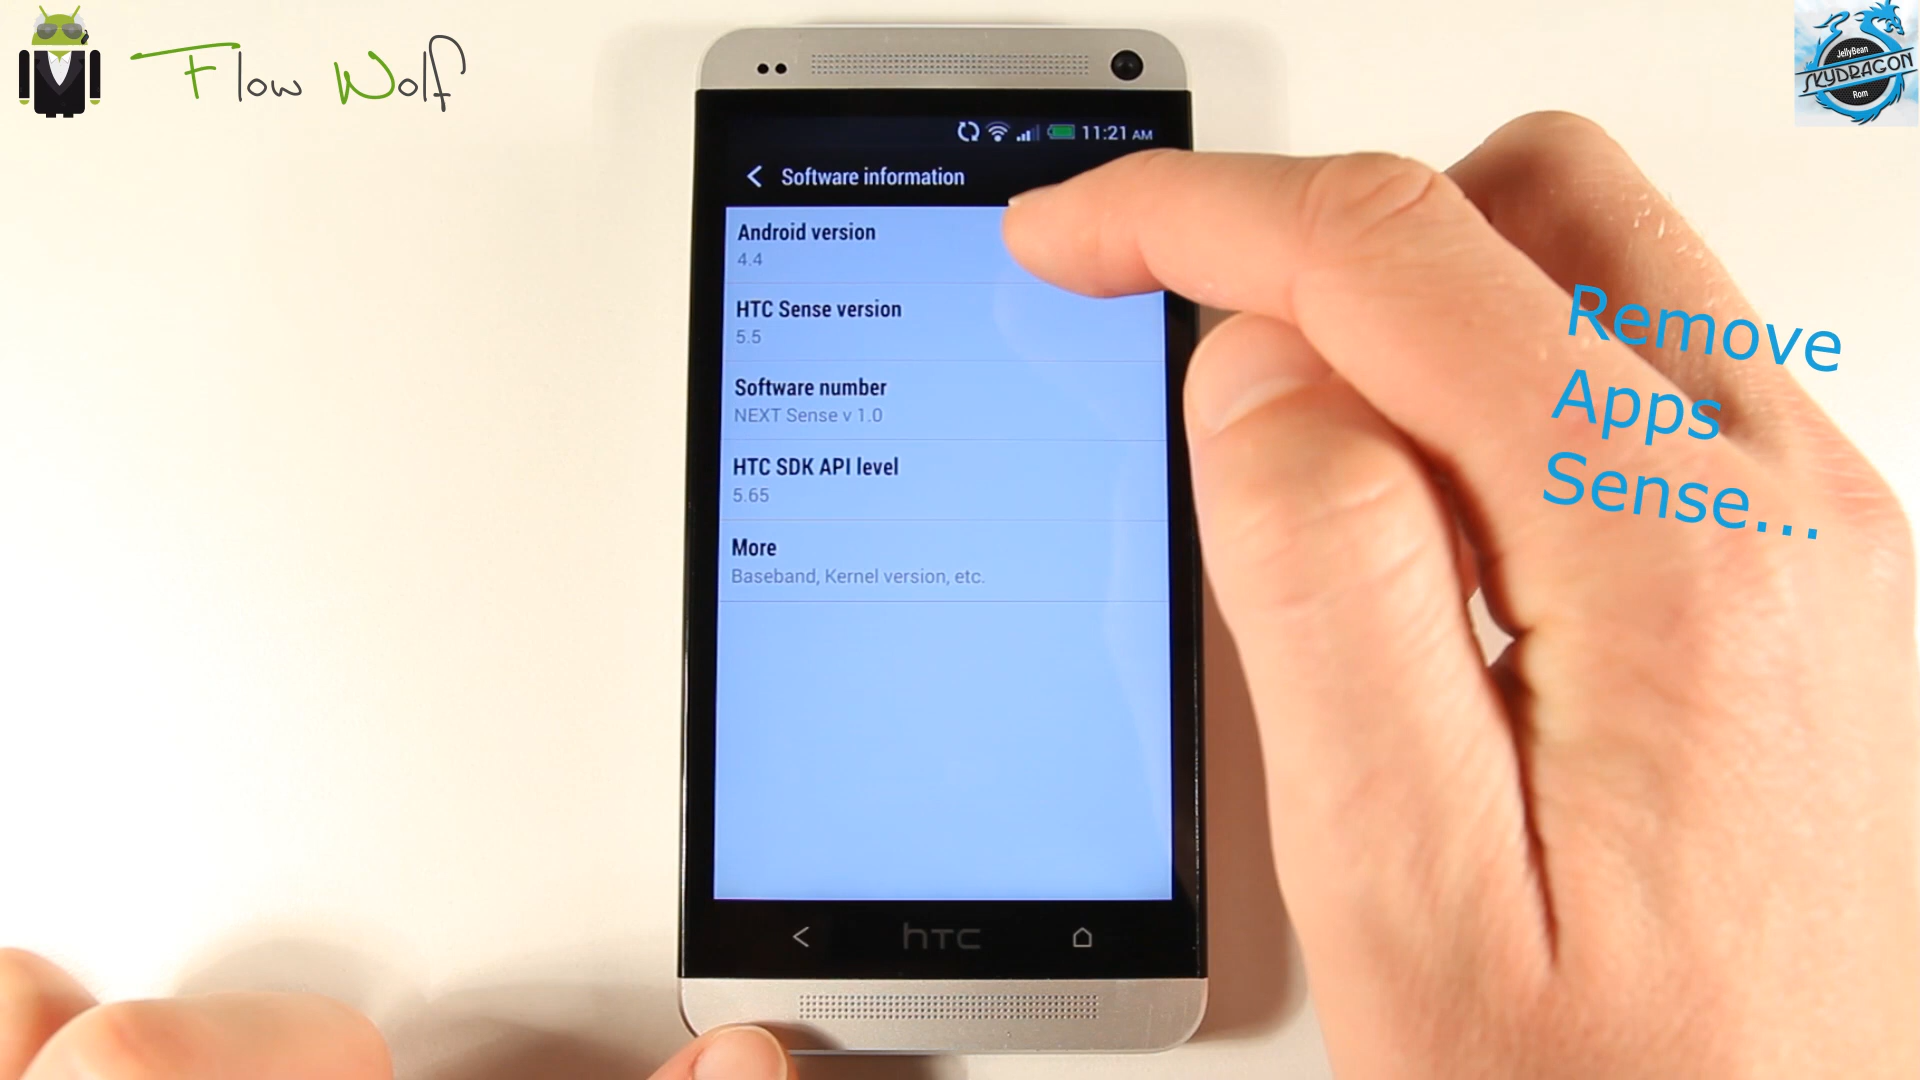 Flow Wolf
JellyBean
SKYDRAGON
Rom
11:21 AM
Software information
Android version
4.4
HTC Sense version
5.5
Software number
NEXT Sense v 1.0
HTC SDK API level
5.65
More
Baseband, Kernel version, etc.
hTC
Remove
Apps
Sense...